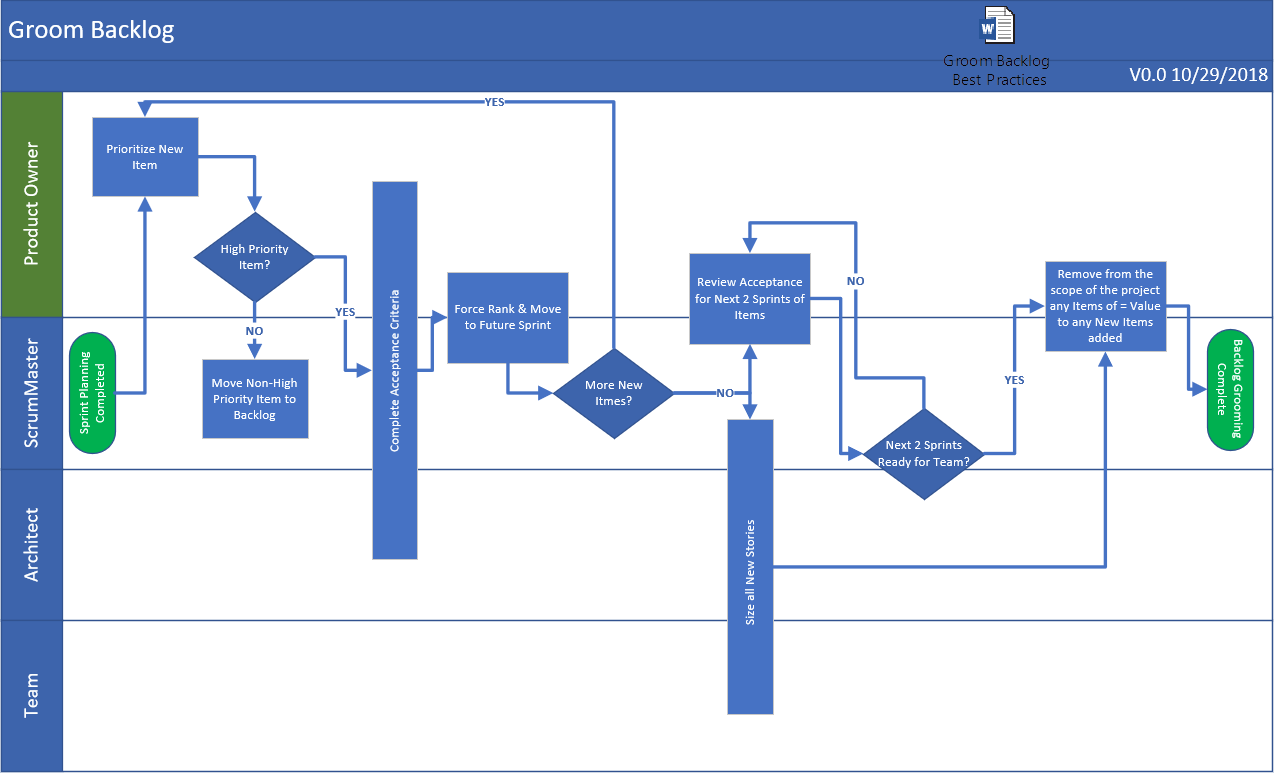 Groom Backlog
W
Groom Backlog
Best Practices
V0.0 10/29/2018
Product Owner
ScrumMaster
Architect
Team
YES
Prioritize New
Item
High Priority
Item?
YES
NO
Sprint Planning
Completed
Move Non-High
Priority Item to
Backlog
Complete Acceptance Criteria
Force Rank & Move
to Future Sprint
More New
Itmes?
NO
Review Acceptance
for Next 2 Sprints of
Items
NO
Size all New Stories
Next 2 Sprints
Ready for Team?
YES
Remove from the
scope of the project
any Items of = Value
to any New Items
added
Backlog Grooming
Complete